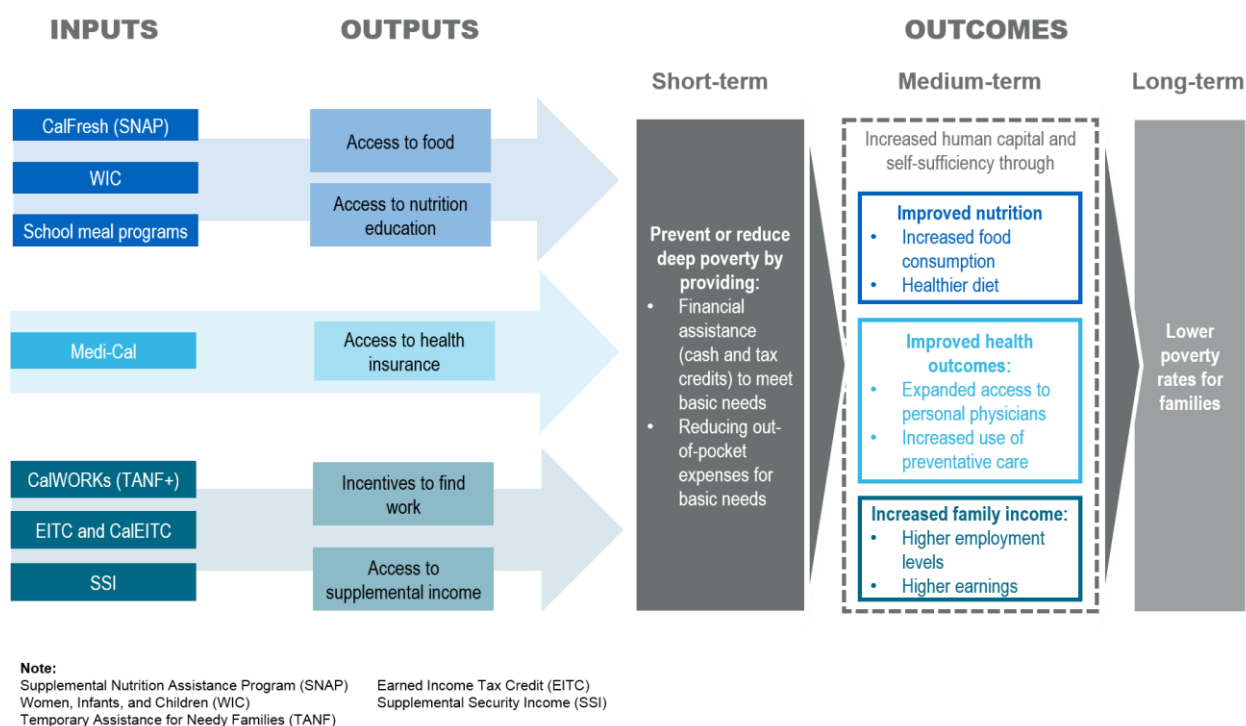 INPUTS
OUTPUTS
OUTCOMES
Short-term
Medium-term
Long-term
CalFresh (SNAP)
WIC
School meal programs
Access to food
Access to nutrition
education
Medi-Cal
Access to health
insurance
CalWORKs (TANF+)
EITC and CalEITC
SSI
Incentives to find
work
Access to
supplemental income
Prevent or reduce
deep poverty by
providing:
• Financial
assistance
(cash and tax
credits) to meet
basic needs
• Reducing out-
of-pocket
expenses for
basic needs
Increased human capital and
self-sufficiency through
Improved nutrition
• Increased food
consumption
• Healthier diet
Improved health
outcomes:
• Expanded access to
personal physicians
• Increased use of
preventative care
Increased family income:
• Higher employment
levels
• Higher earnings
Lower
poverty
rates for
families
Note:
Supplemental Nutrition Assistance Program (SNAP)
Women, Infants, and Children (WIC)
Temporary Assistance for Needy Families (TANF)
Earned Income Tax Credit (EITC)
Supplemental Security Income (SSI)